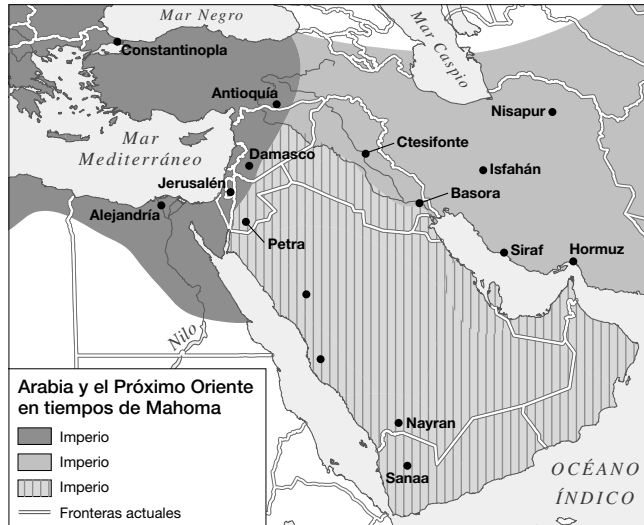 Mar Negro
Constantinopla
Mar
Caspio
Antioquía
Nisapur
Mar
Mediterráneo
Ctesifonte
Damasco
Isfahán
Jerusalén
Basora
Alejandría
Petra
Siraf
Hormuz
Nilo
Arabia y el Próximo Oriente
en tiempos de Mahoma
Imperio
Imperio
Imperio
Fronteras actuales
Nayran
Sanaa
OCÉANO
ÍNDICO